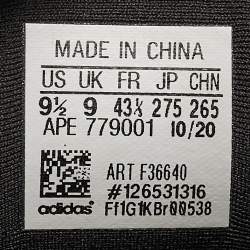 MADE IN CHINA
US UK FR JP CHN
9½ 9 43⅓ 275 265
APE 779001 10/20
ART F36640
#126531316
adidas® Ff1G1KBr00538